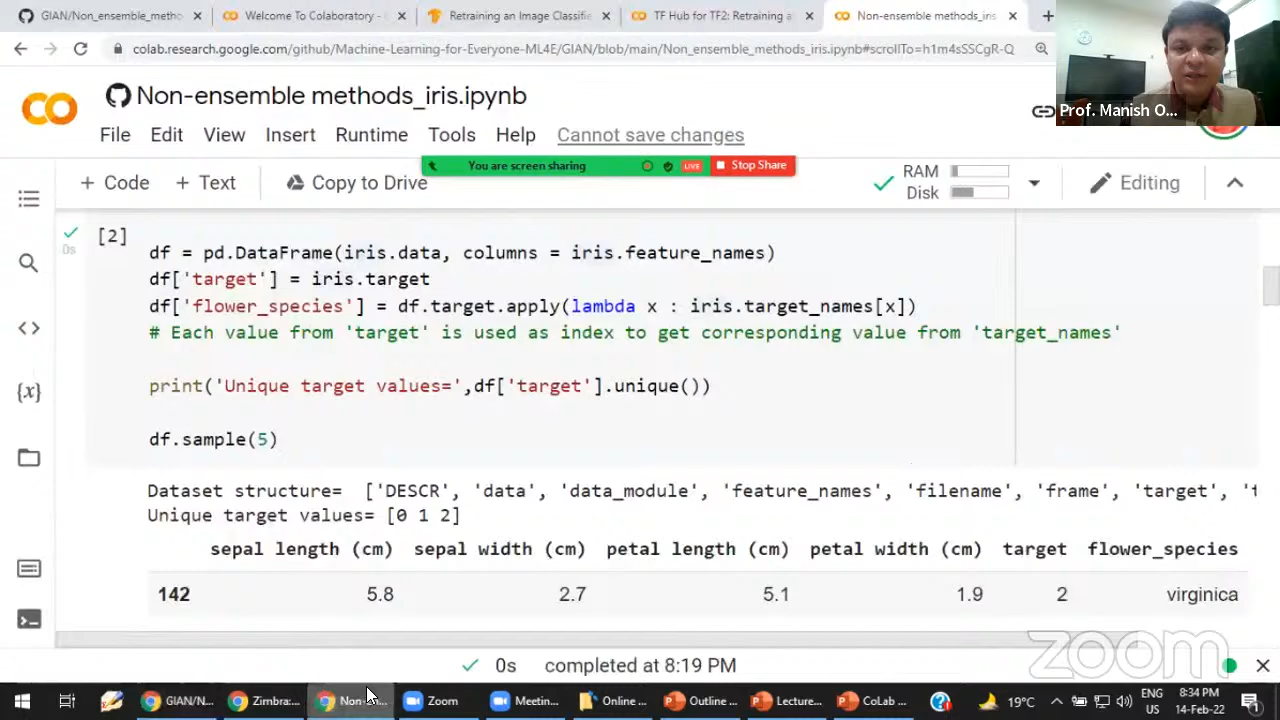 GIAN/Non_ensemble_metho
Welcome To Colaboratory -
Retraining an Image Classifi
TF Hub for TF2: Retraining a
Non-ensemble methods_iris
colab.research.google.com/github/Machine-Learning-for-Everyone-ML4E/GIAN/blob/main/Non_ensemble_methods_iris.ipynb#scrollTo=h1m4sSSCgR-Q
Prof. Manish O...
CO
Non-ensemble methods_iris.ipynb
File Edit View Insert Runtime Tools Help Cannot save changes
You are screen sharing LIVE Stop Share
+ Code + Text Copy to Drive RAM Disk Editing
[2]
0s
df = pd.DataFrame(iris.data, columns = iris.feature_names)
df['target'] = iris.target
df['flower_species'] = df.target.apply(lambda x : iris.target_names[x])
# Each value from 'target' is used as index to get corresponding value from 'target_names'
print('Unique target values=',df['target'].unique())
df.sample(5)
Dataset structure= ['DESCR', 'data', 'data_module', 'feature_names', 'filename', 'frame', 'target', 't
Unique target values= [0 1 2]
sepal length (cm) sepal width (cm) petal length (cm) petal width (cm) target flower_species
142 5.8 2.7 5.1 1.9 2 virginica
zoom
0s completed at 8:19 PM
GIAN/N... Zimbra:... Non-... Zoom Meetin... Online ... Outline ... Lecture... CoLab ... 19°C ENG US 8:34 PM 14-Feb-22